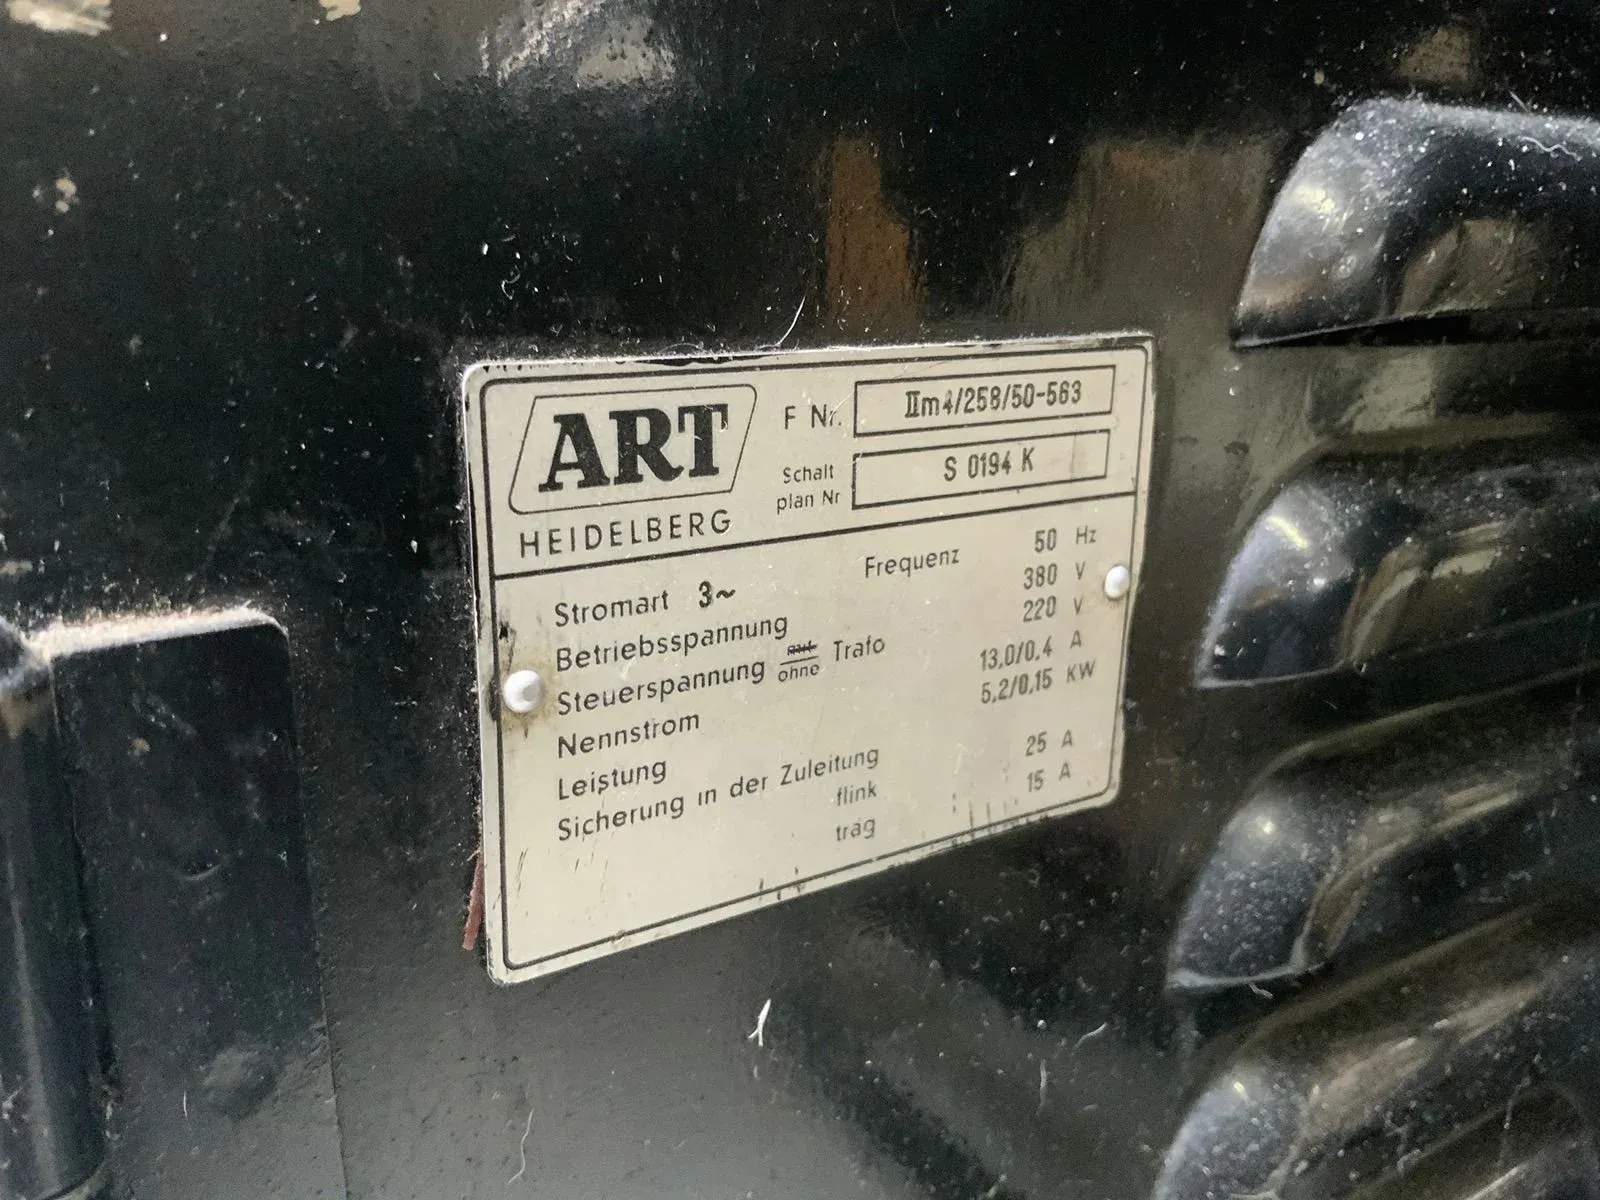 ART
HEIDELBERG
F Nr. IIm4/258/50-563
Schalt
plan Nr S 0194 K
Stromart 3~ Frequenz 50 Hz
Betriebsspannung 380 V
Steuerspannung mit ohne Trafo 220 V
Nennstrom 13,0/0,4 A
Leistung 5,2/0,15 KW
Sicherung in der Zuleitung
flink 25 A
träg 15 A